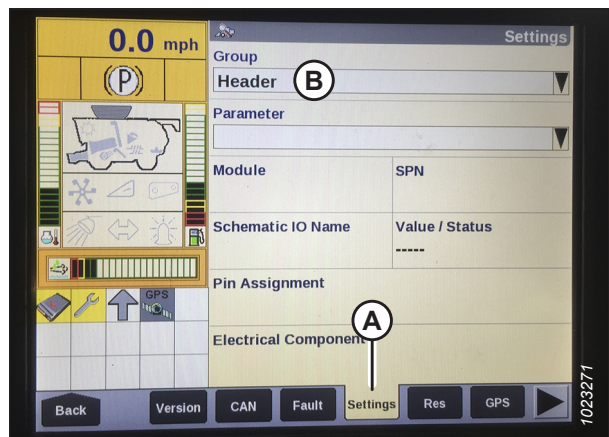 0.0 mph
(P)
GPS
Settings
Group
Header
B
Parameter
Module
SPN
Schematic IO Name
Value / Status
-----
Pin Assignment
A
Electrical Component
Back
Version
CAN
Fault
Settings
Res
GPS
1023271